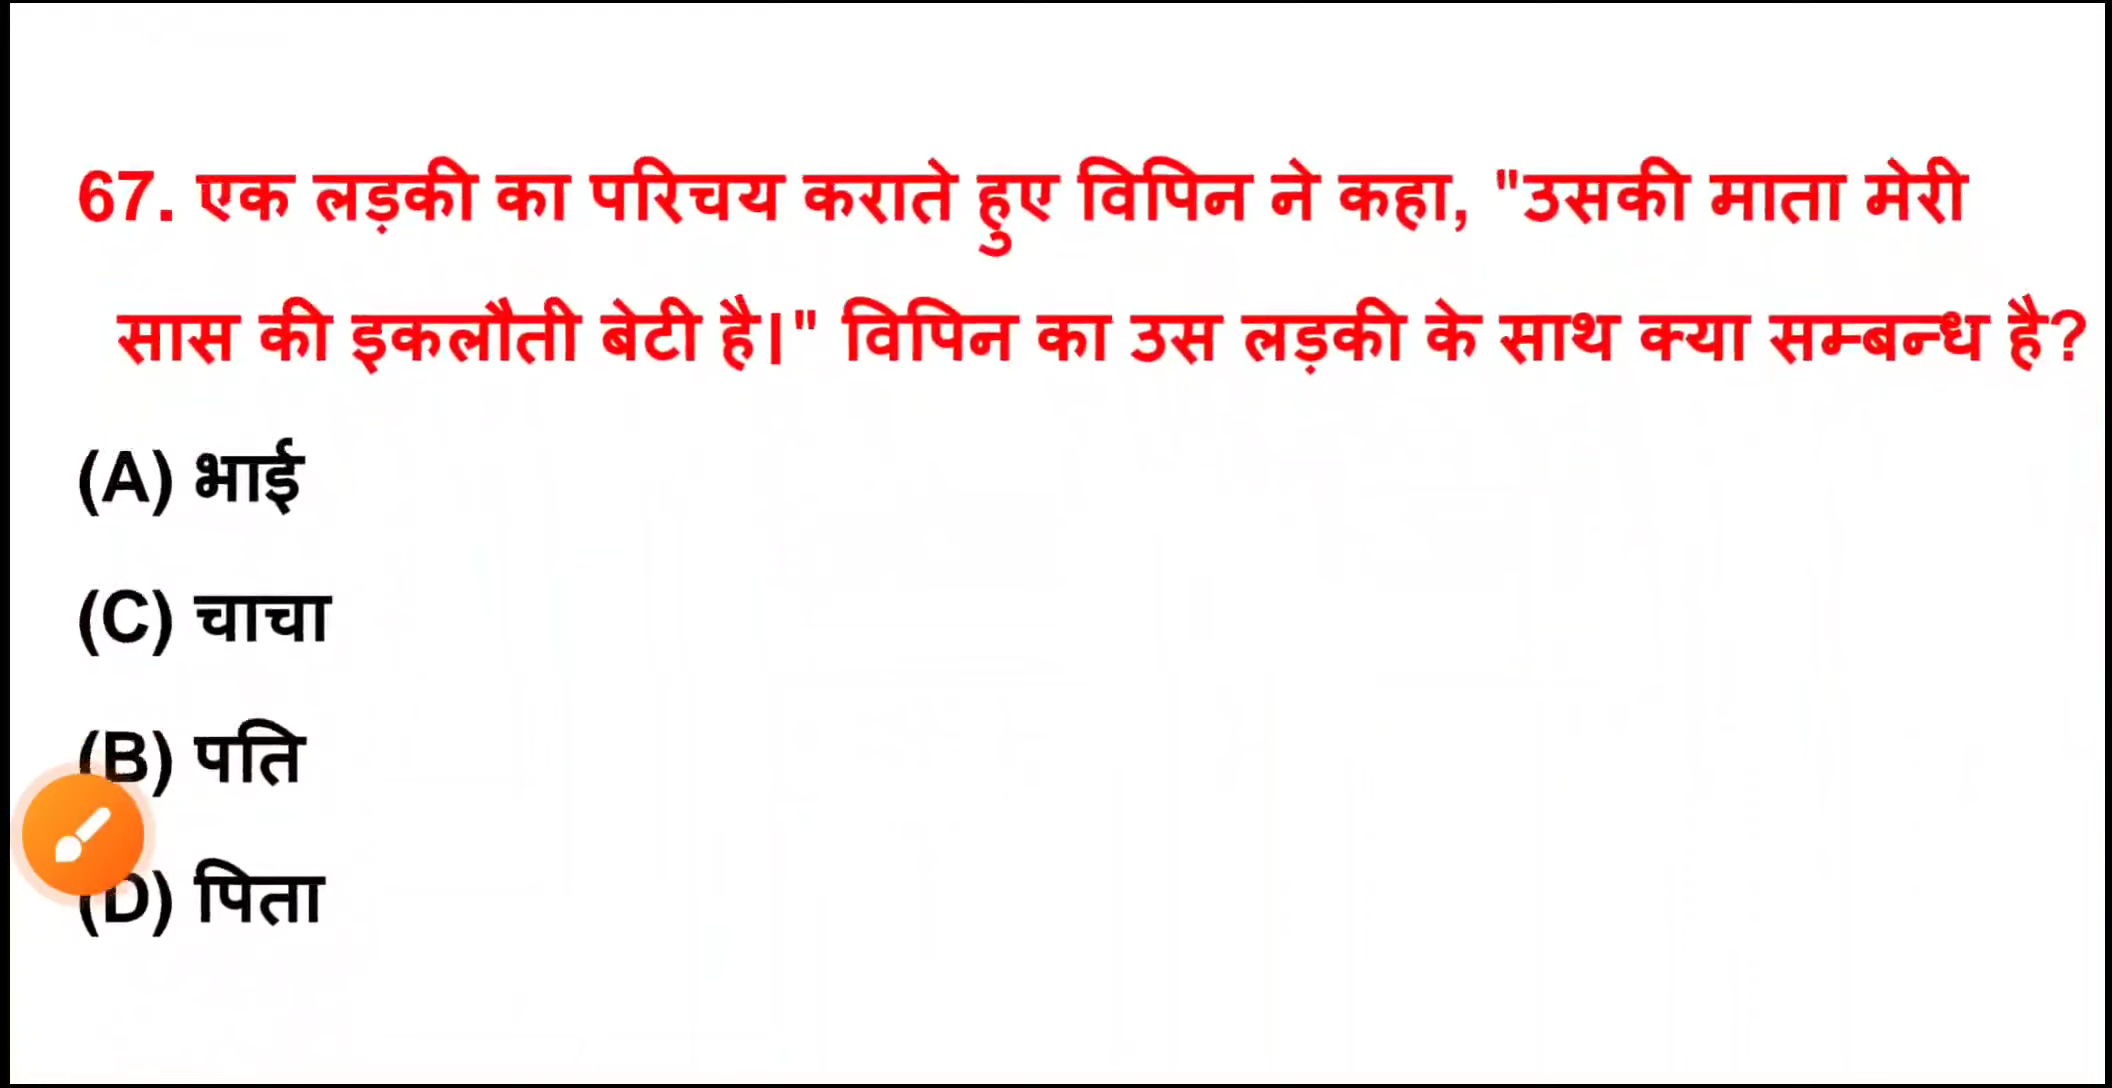 67. एक लड़की का परिचय कराते हुए विपिन ने कहा, "उसकी माता मेरी
सास की इकलौती बेटी है।" विपिन का उस लड़की के साथ क्या सम्बन्ध है?
(A) भाई
(C) चाचा
(B) पति
(D) पिता